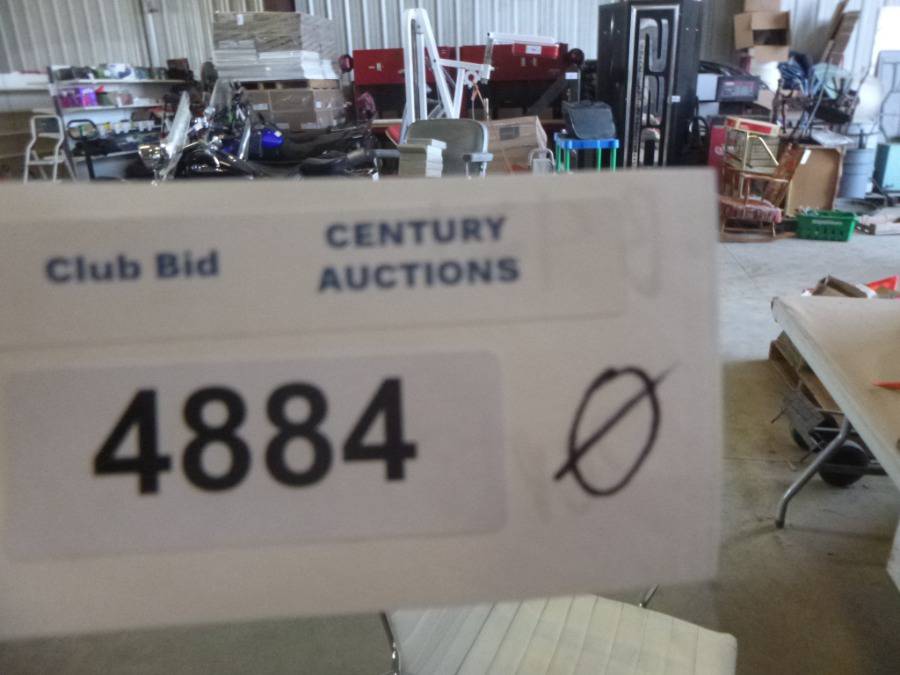 Club Bid
CENTURY
AUCTIONS
4884
Ø